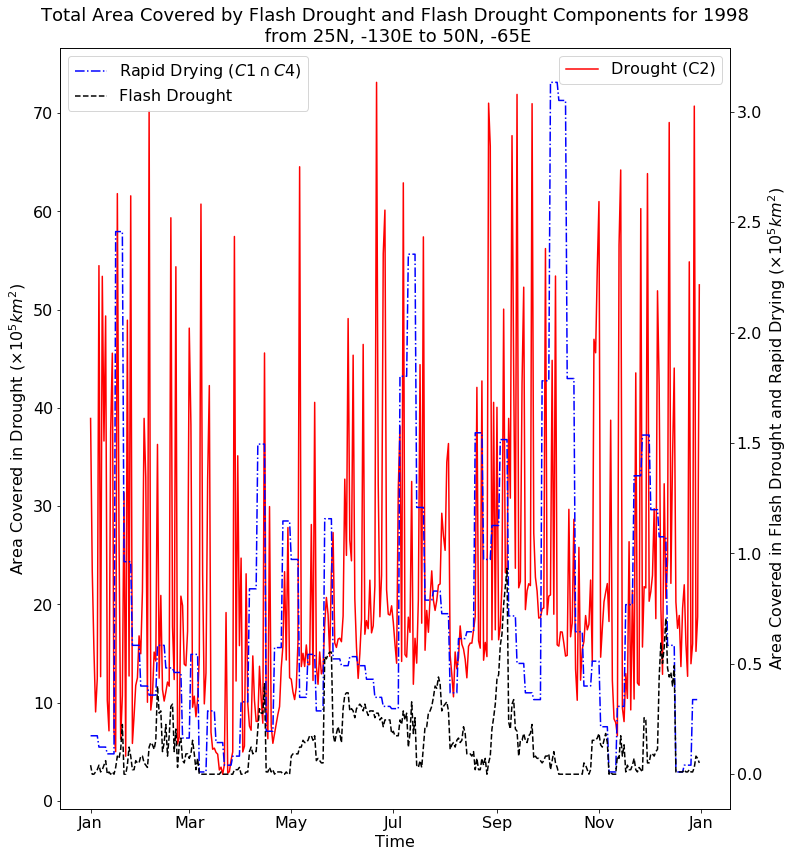 Total Area Covered by Flash Drought and Flash Drought Components for 1998
from 25N, -130E to 50N, -65E
Rapid Drying (C1 ∩ C4)
Flash Drought
Drought (C2)
Area Covered in Drought (×10⁵km²)
70
60
50
40
30
20
10
0
3.0
2.5
2.0
1.5
1.0
0.5
0.0
Area Covered in Flash Drought and Rapid Drying (×10⁵km²)
Jan Mar May Jul Sep Nov Jan
Time